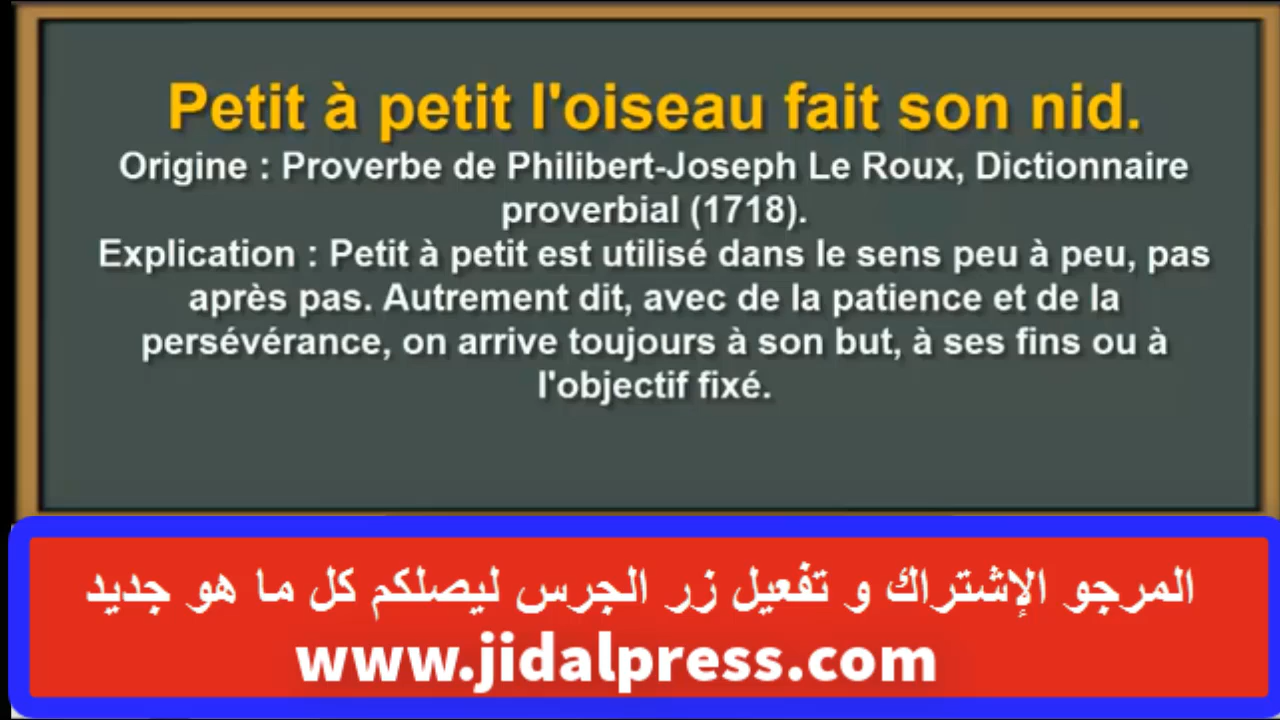 Petit à petit l'oiseau fait son nid.
Origine : Proverbe de Philibert-Joseph Le Roux, Dictionnaire
proverbial (1718).
Explication : Petit à petit est utilisé dans le sens peu à peu, pas
après pas. Autrement dit, avec de la patience et de la
persévérance, on arrive toujours à son but, à ses fins ou à
l'objectif fixé.
المرجو الإشتراك و تفعيل زر الجرس ليصلكم كل ما هو جديد
www.jidalpress.com